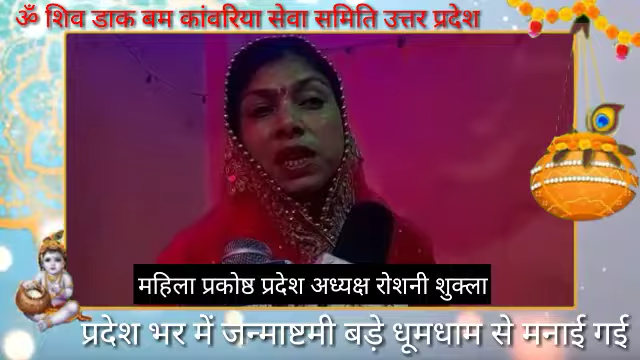 ॐ शिव डाक बम कांवरिया सेवा समिति उत्तर प्रदेश
महिला प्रकोष्ठ प्रदेश अध्यक्ष रोशनी शुक्ला
प्रदेश भर में जन्माष्टमी बड़े धूमधाम से मनाई गई